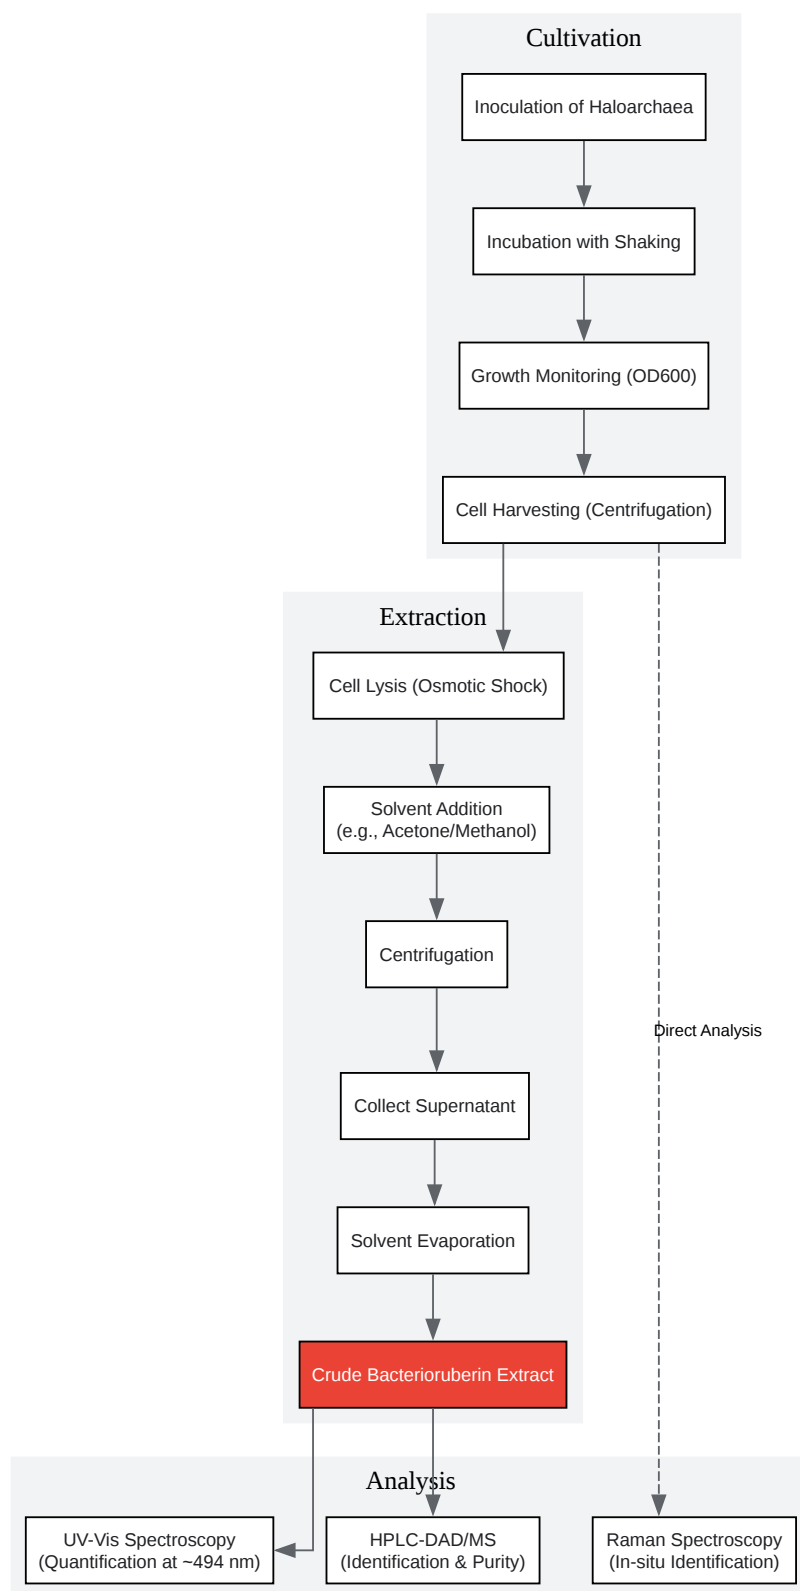 Cultivation
Inoculation of Haloarchaea
Incubation with Shaking
Growth Monitoring (OD600)
Cell Harvesting (Centrifugation)
Extraction
Cell Lysis (Osmotic Shock)
Solvent Addition
(e.g., Acetone/Methanol)
Centrifugation
Direct Analysis
Collect Supernatant
Solvent Evaporation
Crude Bacterioruberin Extract
Analysis
UV-Vis Spectroscopy
(Quantification at ~494 nm)
HPLC-DAD/MS
(Identification & Purity)
Raman Spectroscopy
(In-situ Identification)